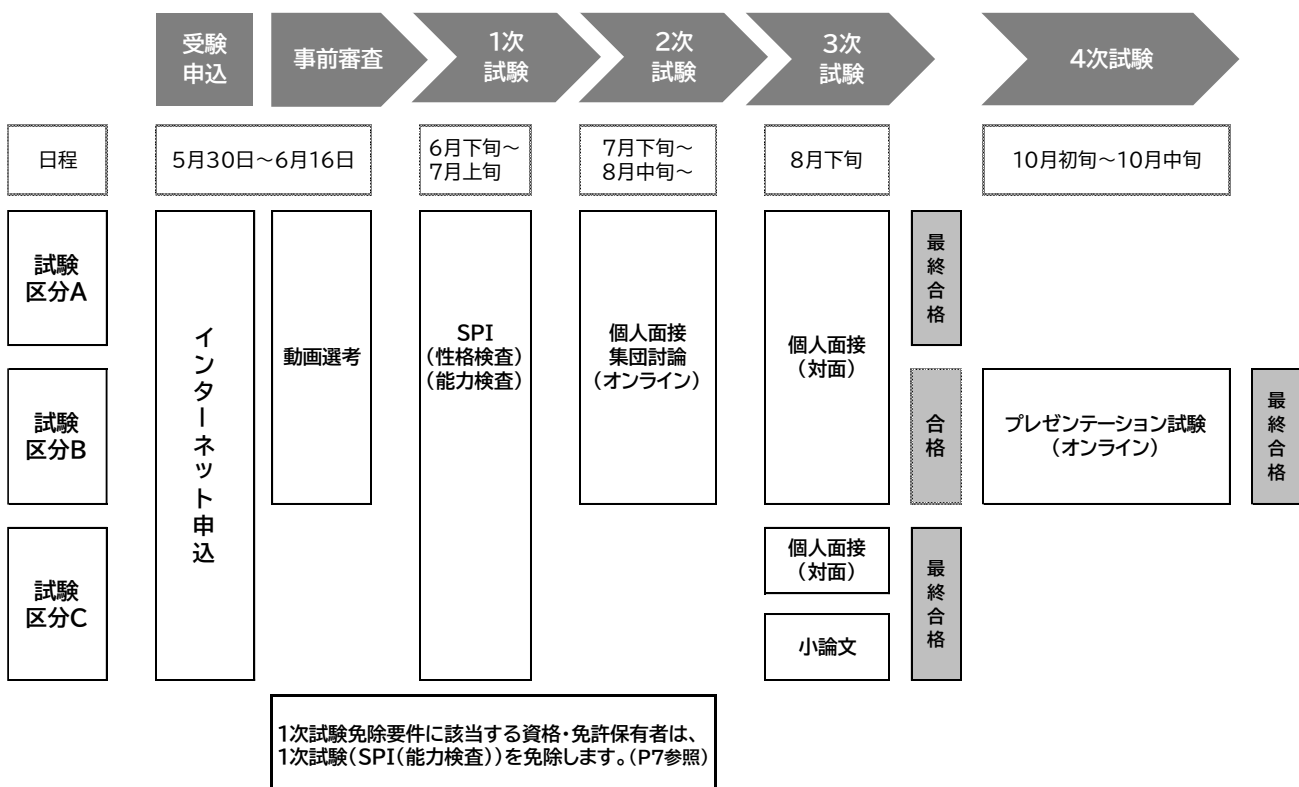 受験
申込
事前審査
1次
試験
2次
試験
3次
試験
4次試験
日程
5月30日～6月16日
6月下旬～
7月上旬
7月下旬～
8月中旬～
8月下旬
10月初旬～10月中旬
試験
区分A
試験
区分B
試験
区分C
インターネット申込
動画選考
SPI
(性格検査)
(能力検査)
個人面接
集団討論
(オンライン)
個人面接
(対面)
最終合格
合格
プレゼンテーション試験
(オンライン)
最終合格
個人面接
(対面)
小論文
最終合格
1次試験免除要件に該当する資格・免許保有者は、
1次試験(SPI(能力検査))を免除します。(P7参照)